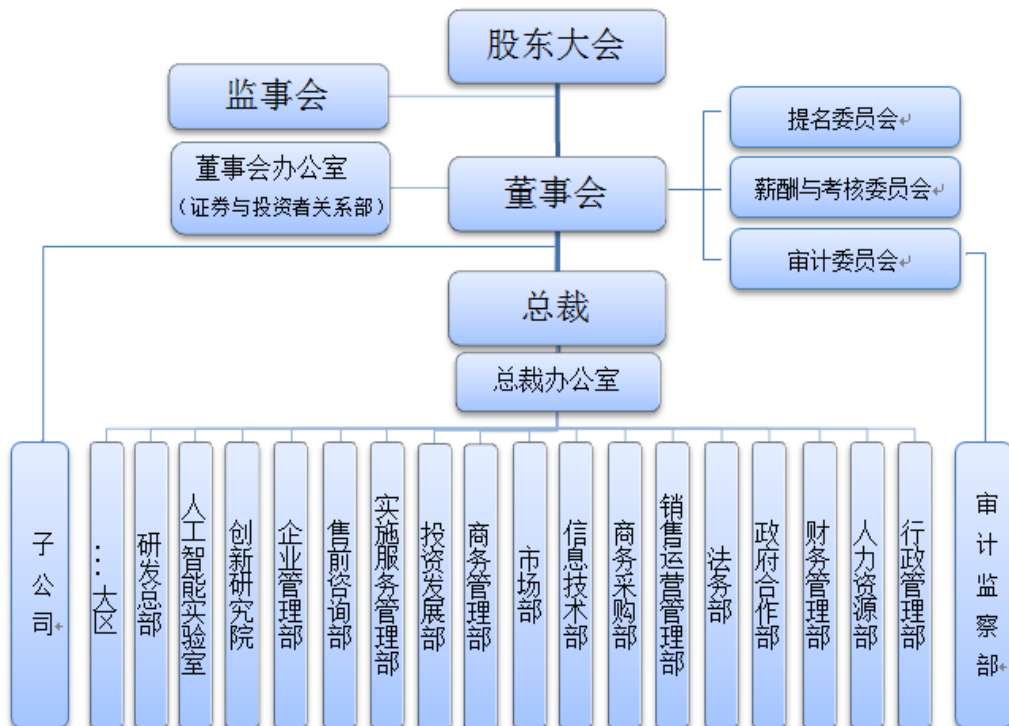 股东大会
监事会
提名委员会
董事会办公室
（证券与投资者关系部）
董事会
薪酬与考核委员会
审计委员会
总裁
总裁办公室
子公司
…大区
研发总部
人工智能实验室
创新研究院
企业管理部
售前咨询部
实施服务管理部
投资发展部
商务管理部
市场部
信息技术部
商务采购部
销售运营管理部
法务部
政府合作部
财务管理部
人力资源部
行政管理部
审计监察部